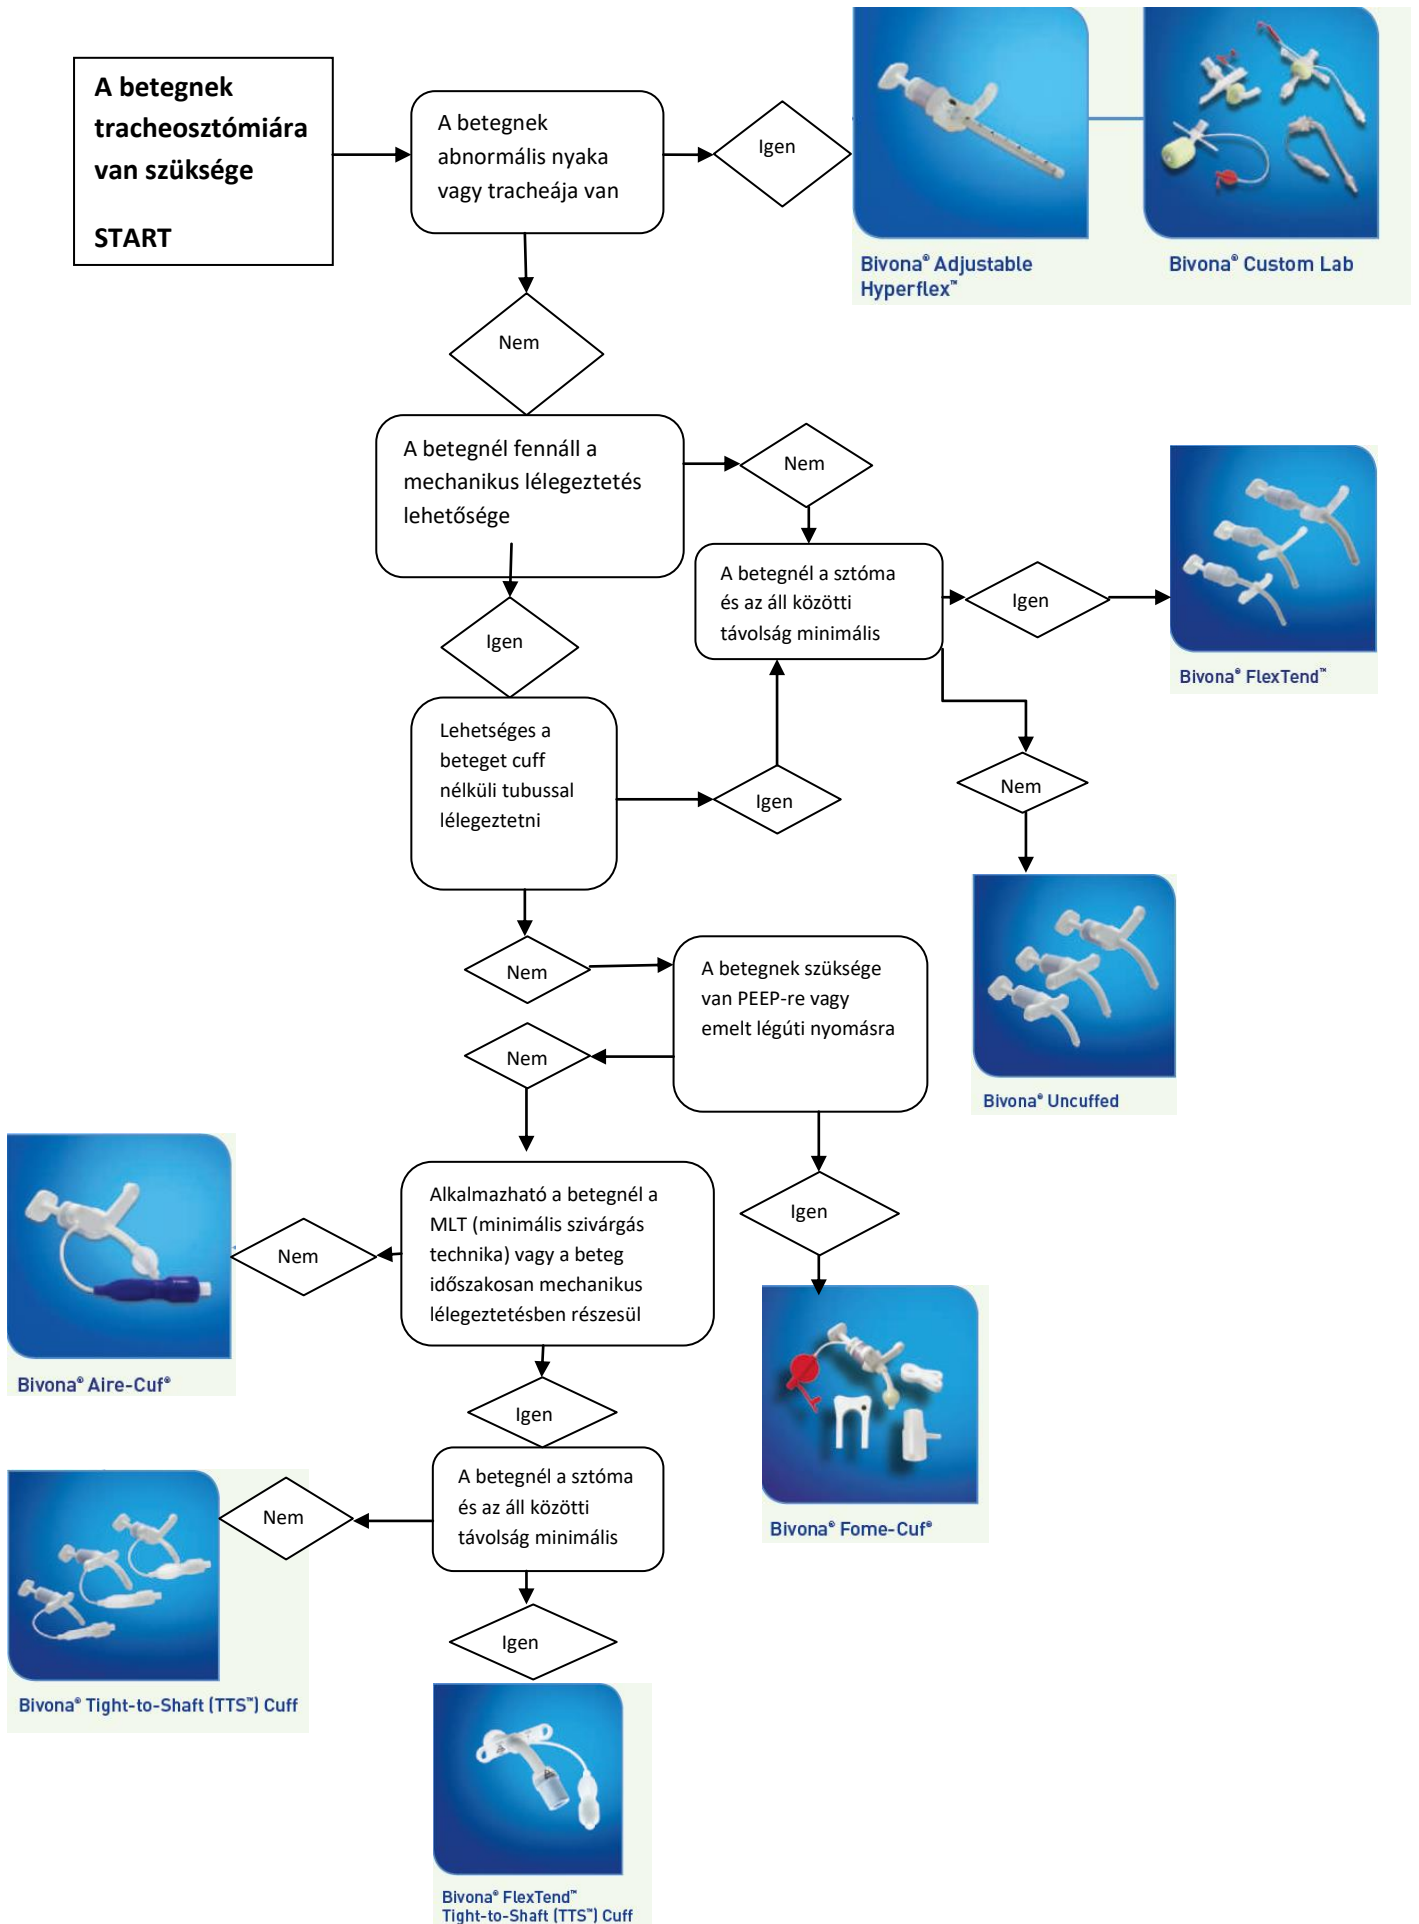 A betegnek
tracheosztómiára
van szüksége
START
A betegnek
abnormális nyaka
vagy tracheája van
Igen
Bivona® Adjustable
Hyperflex™
Bivona® Custom Lab
Nem
A betegnél fennáll a
mechanikus lélegeztetés
lehetősége
Nem
A betegnél a sztóma
és az áll közötti
távolság minimális
Igen
Bivona® FlexTend™
Igen
Lehetséges a
beteget cuff
nélküli tubussal
lélegeztetni
Igen
Nem
Bivona® Uncuffed
Nem
A betegnek szüksége
van PEEP-re vagy
emelt légúti nyomásra
Nem
Igen
Bivona® Fome-Cuf®
Alkalmazható a betegnél a
MLT (minimális szivárgás
technika) vagy a beteg
időszakosan mechanikus
lélegeztetésben részesül
Nem
Bivona® Aire-Cuf®
Igen
A betegnél a sztóma
és az áll közötti
távolság minimális
Nem
Bivona® Tight-to-Shaft (TTS™) Cuff
Igen
Bivona® FlexTend™
Tight-to-Shaft (TTS™) Cuff